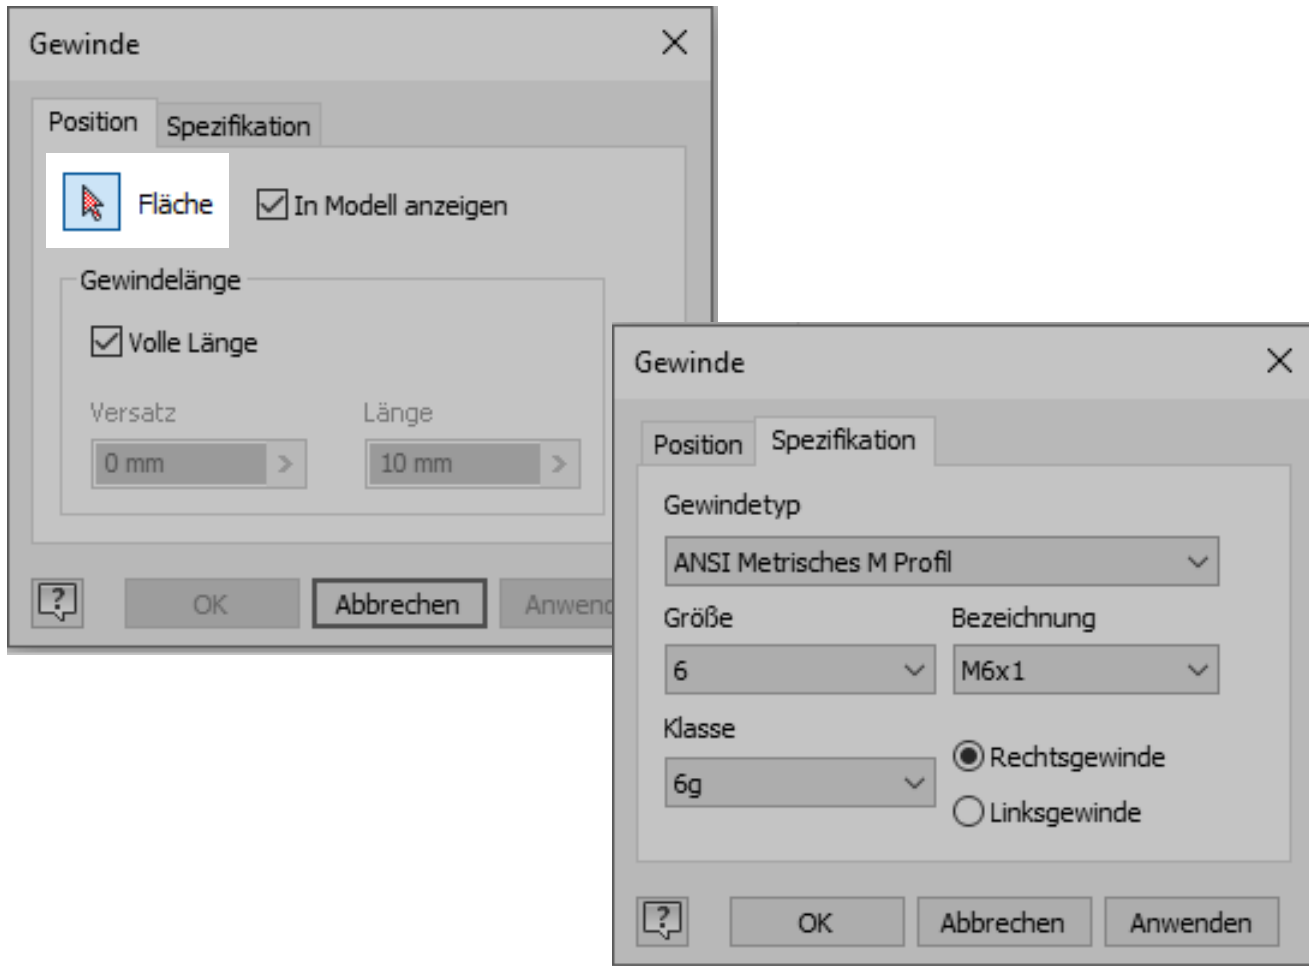 Gewinde
Position Spezifikation
Fläche In Modell anzeigen
Gewindelänge
Volle Länge
Versatz Länge
0 mm 10 mm
OK Abbrechen Anwend
Gewinde
Position Spezifikation
Gewindetyp
ANSI Metrisches M Profil
Größe Bezeichnung
6 M6x1
Klasse
6g
Rechtsgewinde
Linksgewinde
OK Abbrechen Anwenden